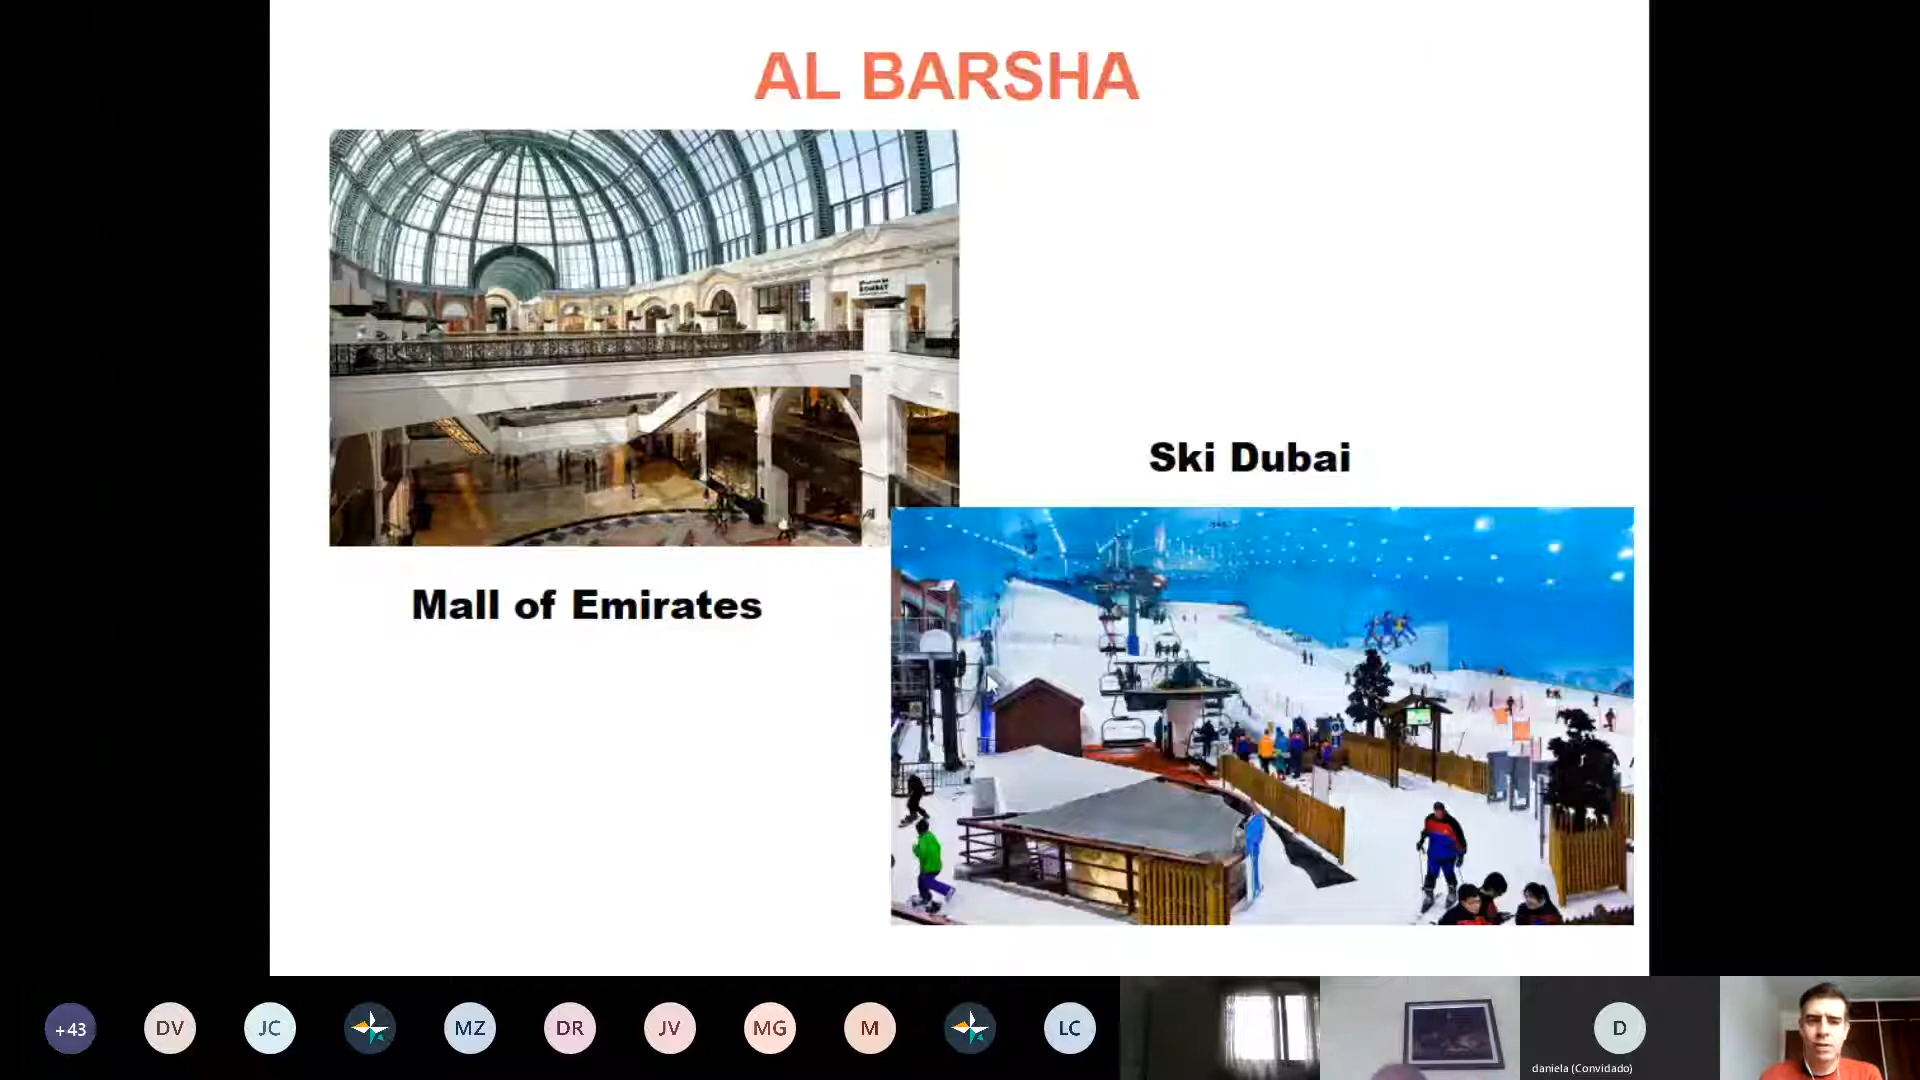 AL BARSHA
Ski Dubai
Mall of Emirates
+43
DV
JC
MZ
DR
JV
MG
M
LC
D
daniela (Convidado)